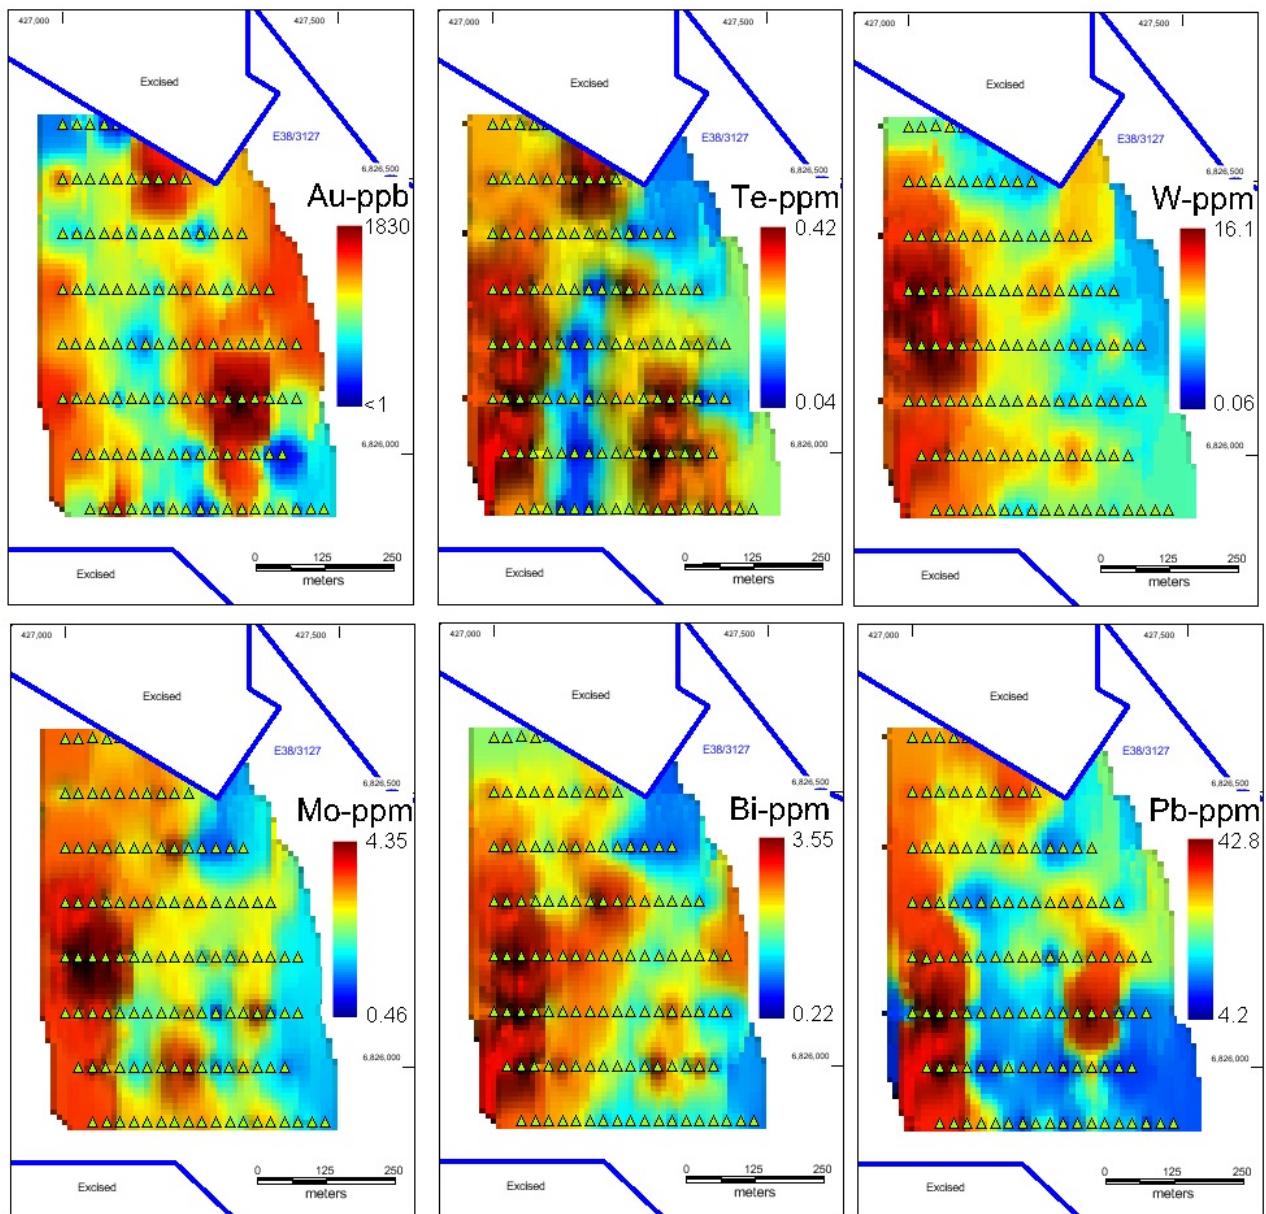 427,000
427,500
Excised
E38/3127
6,826,500
Au-ppb
1830
<1
6,826,000
0 125 250
meters
Excised
427,000
427,500
Excised
E38/3127
6,826,500
Te-ppm
0.42
0.04
6,826,000
0 125 250
meters
Excised
427,000
427,500
Excised
E38/3127
6,826,500
W-ppm
16.1
0.06
6,826,000
0 125 250
meters
Excised
427,000
427,500
Excised
E38/3127
6,826,500
Mo-ppm
4.35
0.46
6,826,000
0 125 250
meters
Excised
427,000
427,500
Excised
E38/3127
6,826,500
Bi-ppm
3.55
0.22
6,826,000
0 125 250
meters
Excised
427,000
427,500
Excised
E38/3127
6,826,500
Pb-ppm
42.8
4.2
6,826,000
0 125 250
meters
Excised